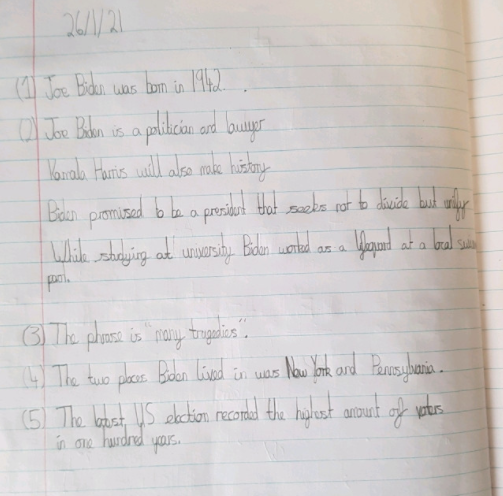 26/1/21
(1) Joe Biden was born in 1942.
(2) Joe Biden is a politician and lawyer
Kamala Harris will also make history
Biden promised to be a president that seeks not to divide but unify
While studying at university Biden worked as a lifeguard at a local swim
pool.
(3) The phrase is "many tragedies".
(4) The two places Biden lived in was New York and Pennsylvania.
(5) The latest US election recorded the highest amount of voters
in one hundred years.